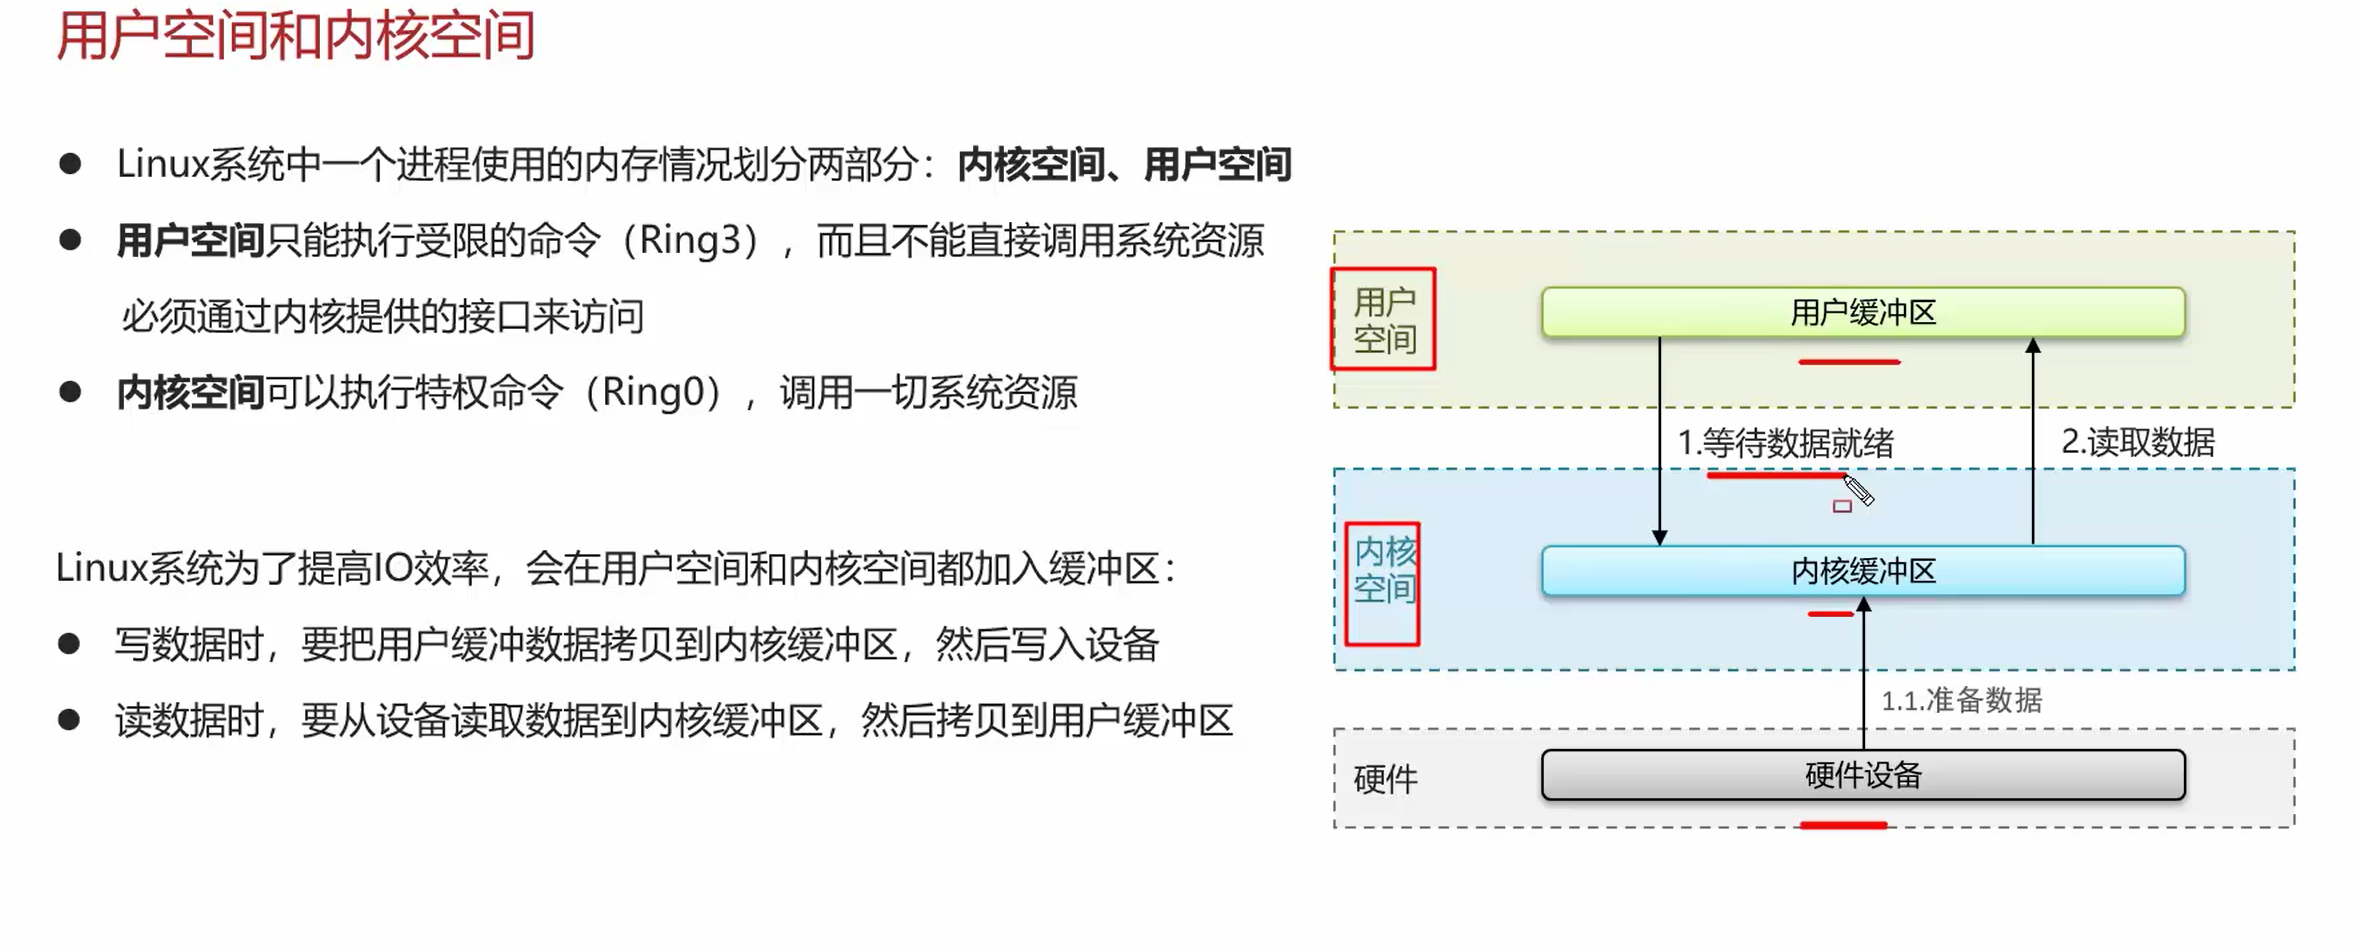 用户空间和内核空间
Linux系统中一个进程使用的内存情况划分两部分：内核空间、用户空间
用户空间只能执行受限的命令（Ring3），而且不能直接调用系统资源
必须通过内核提供的接口来访问
内核空间可以执行特权命令（Ring0），调用一切系统资源
Linux系统为了提高IO效率，会在用户空间和内核空间都加入缓冲区：
写数据时，要把用户缓冲数据拷贝到内核缓冲区，然后写入设备
读数据时，要从设备读取数据到内核缓冲区，然后拷贝到用户缓冲区
用户
空间
用户缓冲区
1.等待数据就绪
2.读取数据
内核
空间
内核缓冲区
1.1.准备数据
硬件
硬件设备